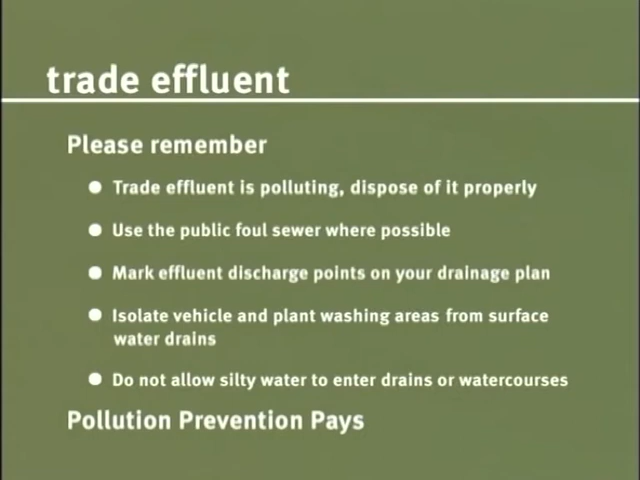 trade effluent
Please remember
● Trade effluent is polluting, dispose of it properly
● Use the public foul sewer where possible
● Mark effluent discharge points on your drainage plan
● Isolate vehicle and plant washing areas from surface
water drains
● Do not allow silty water to enter drains or watercourses
Pollution Prevention Pays